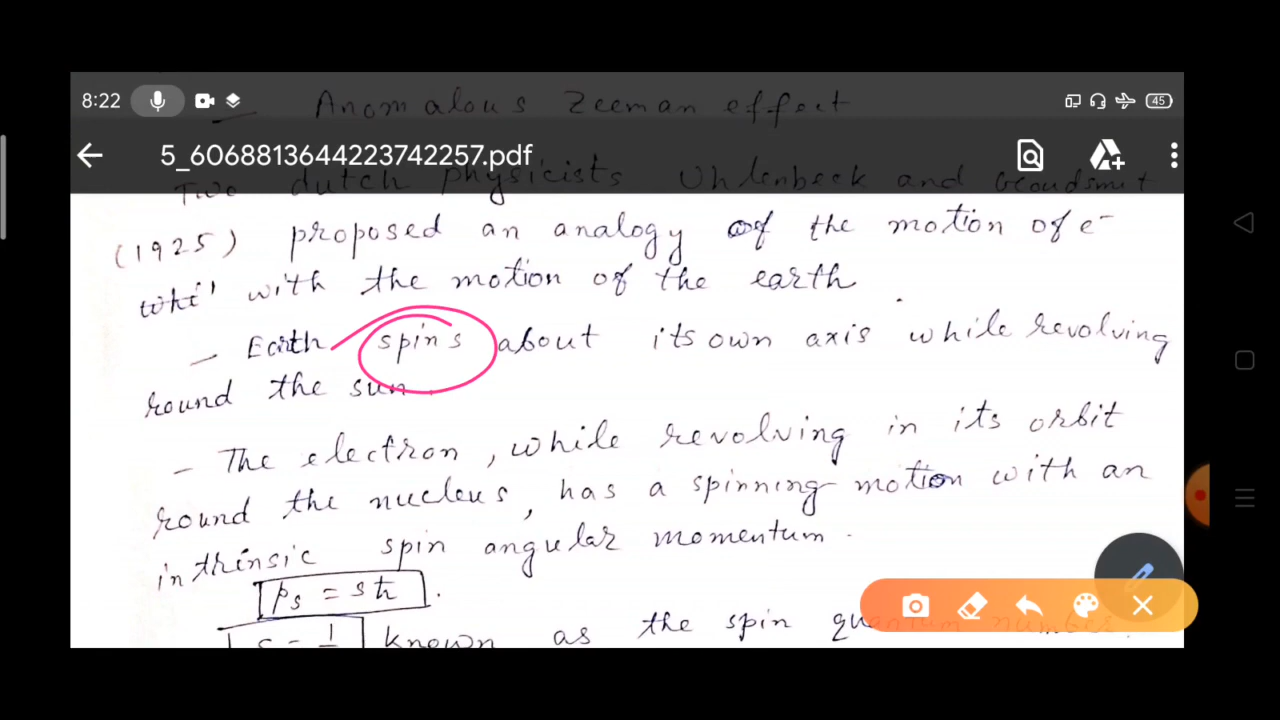 8:22
45
Anomalous Zeeman effect
5_6068813644223742257.pdf
Two dutch physicists Uhlenbeck and Goudsmit
(1925) proposed an analogy of the motion of e-
with the motion of the earth
- Earth spins about its own axis while revolving
round the sun.
- The electron, while revolving in its orbit
round the nucleus, has a spinning motion with an
intrinsic spin angular momentum.
ps = sħ.
s = 1 known as the spin quantum number.